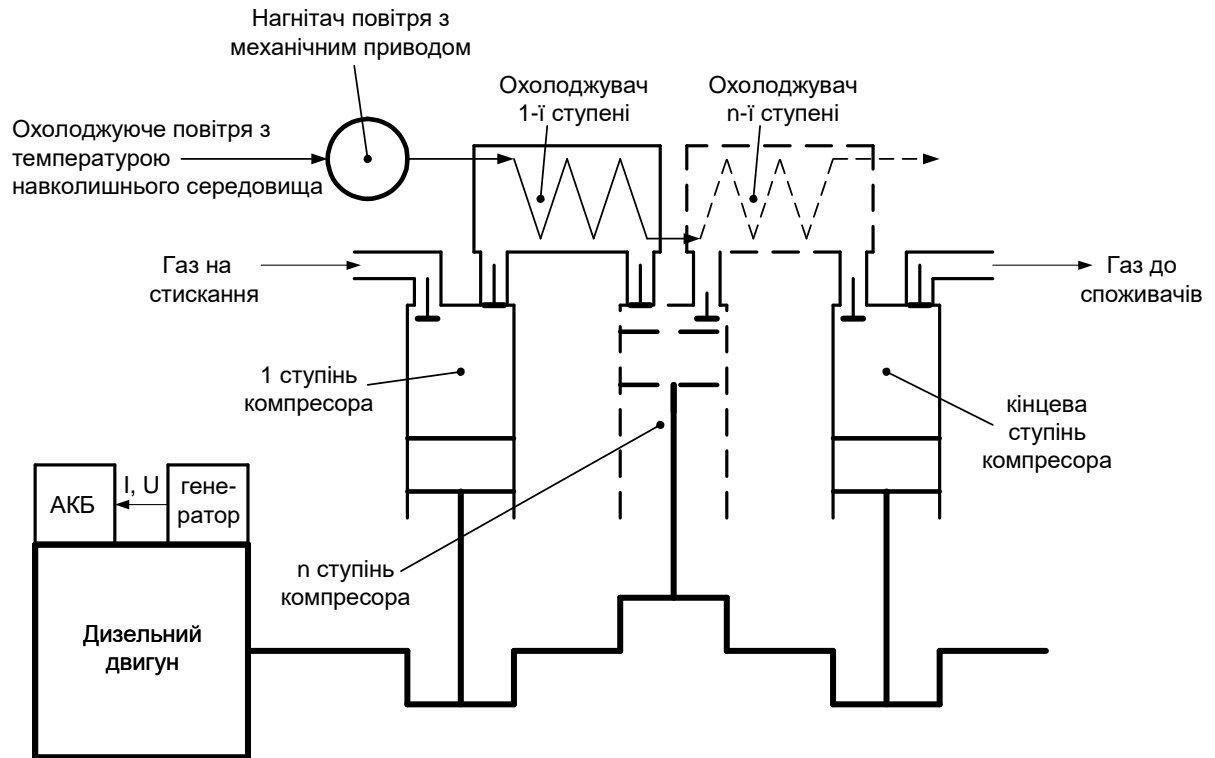 Нагнітач повітря з
механічним приводом
Охолоджувач
1-ї ступені
Охолоджувач
n-ї ступені
Охолоджуюче повітря з
температурою
навколишнього середовища
Газ на
стискання
Газ до
споживачів
1 ступінь
компресора
кінцева
ступінь
компресора
АКБ
I, U
гене-
ратор
n ступінь
компресора
Дизельний
двигун